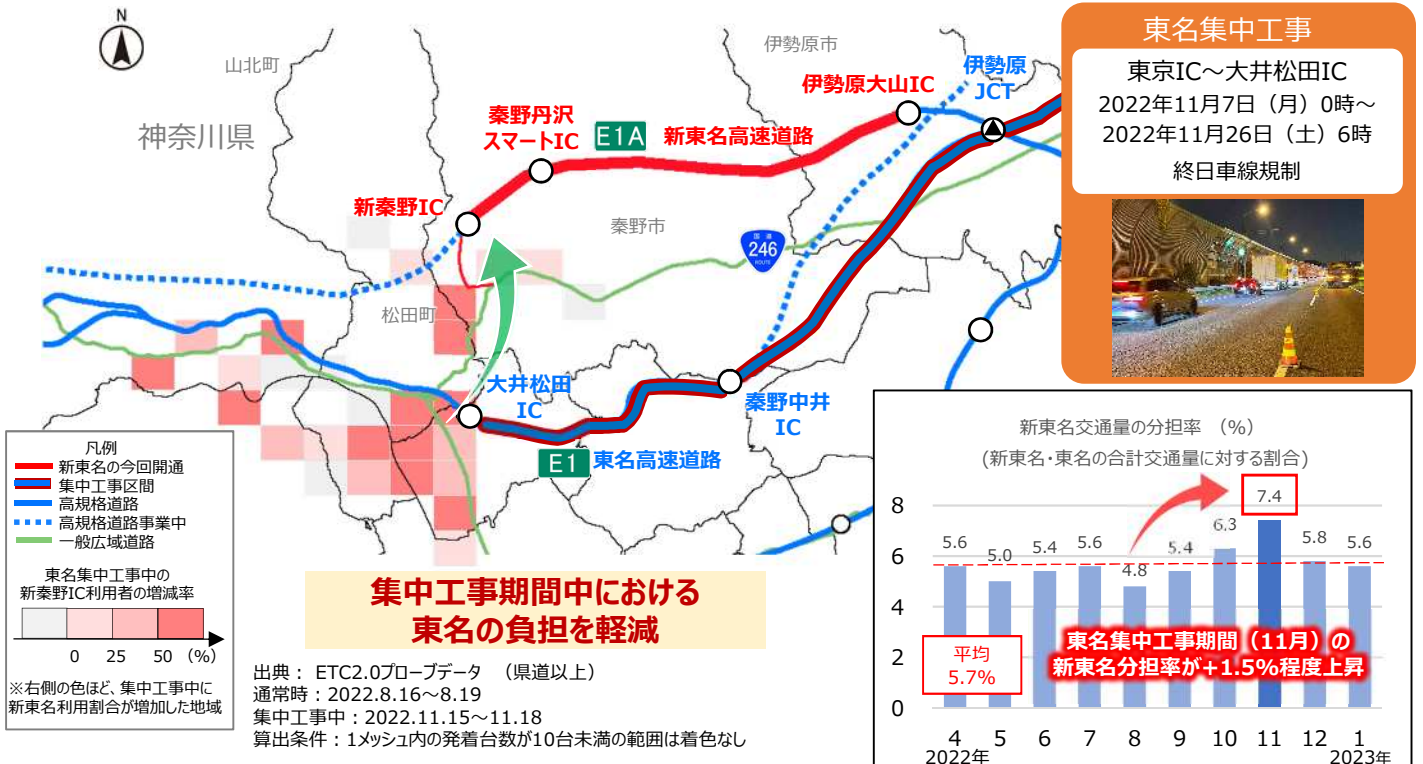 N
山北町
神奈川県
伊勢原市
伊勢原
JCT
伊勢原大山IC
秦野丹沢
スマートIC
E1A
新東名高速道路
新秦野IC
秦野市
国道
246
ROUTE
松田町
大井松田
IC
秦野中井
IC
E1
東名高速道路
東名集中工事
東京IC～大井松田IC
2022年11月7日（月）0時～
2022年11月26日（土）6時
終日車線規制
凡例
新東名の今回開通
集中工事区間
高規格道路
高規格道路事業中
一般広域道路
東名集中工事中の
新秦野IC利用者の増減率
0 25 50 (%)
※右側の色ほど、集中工事中に
新東名利用割合が増加した地域
集中工事期間中における
東名の負担を軽減
出典：ETC2.0プローブデータ （県道以上）
通常時：2022.8.16～8.19
集中工事中：2022.11.15～11.18
算出条件：1メッシュ内の発着台数が10台未満の範囲は着色なし
新東名交通量の分担率 （%）
(新東名・東名の合計交通量に対する割合)
8
6
4
2
0
5.6 5.0 5.4 5.6 4.8 5.4 6.3 7.4 5.8 5.6
平均
5.7%
東名集中工事期間（11月）の
新東名分担率が+1.5%程度上昇
4 5 6 7 8 9 10 11 12 1
2022年 2023年